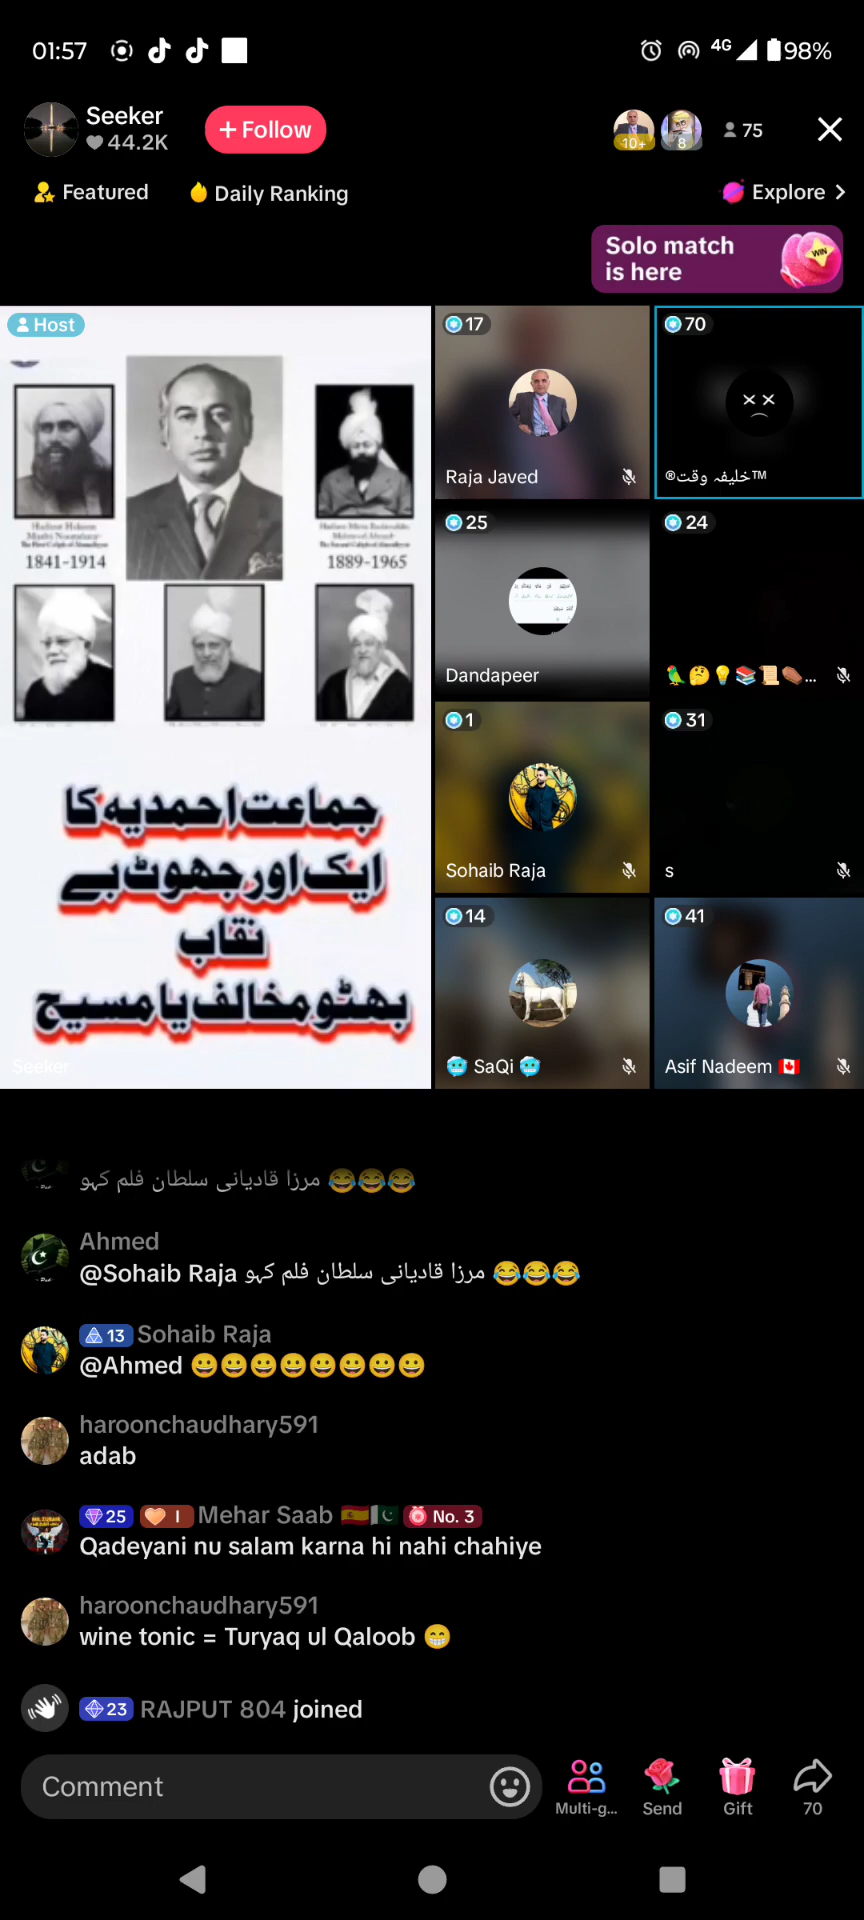 01:57
4G
98%
Seeker
44.2K
+ Follow
10+
8
75
Featured
Daily Ranking
Explore
Solo match
is here
WIN
Host
17
Raja Javed
70
®خلیفہ وقت™
1841-1914
1889-1965
25
Dandapeer
24
...
1
Sohaib Raja
31
s
14
🥶 SaQi 🥶
41
Asif Nadeem 🇨🇦
جماعت احمدیہ کا
ایک اور جھوٹ بے
نقاب
بھٹو مخالف یا مسیح
Seeker
مرزا قادیانی سلطان فلم کہو 😂😂😂
Ahmed
@Sohaib Raja مرزا قادیانی سلطان فلم کہو 😂😂😂
13 Sohaib Raja
@Ahmed 😀😀😀😀😀😀😀😀
haroonchaudhary591
adab
25 I Mehar Saab 🇪🇸🇵🇰 No. 3
Qadeyani nu salam karna hi nahi chahiye
haroonchaudhary591
wine tonic = Turyaq ul Qaloob 😁
23 RAJPUT 804 joined
Comment
Multi-g...
Send
Gift
70